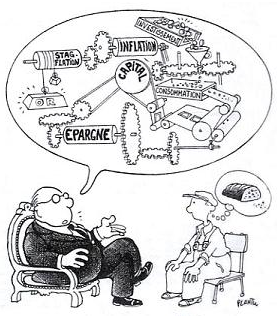 INVESTISSEMENT
STAG-
FLATION
INFLATION
CAPITAL
OR
CONSOMMATION
EPARGNE
PLANTU